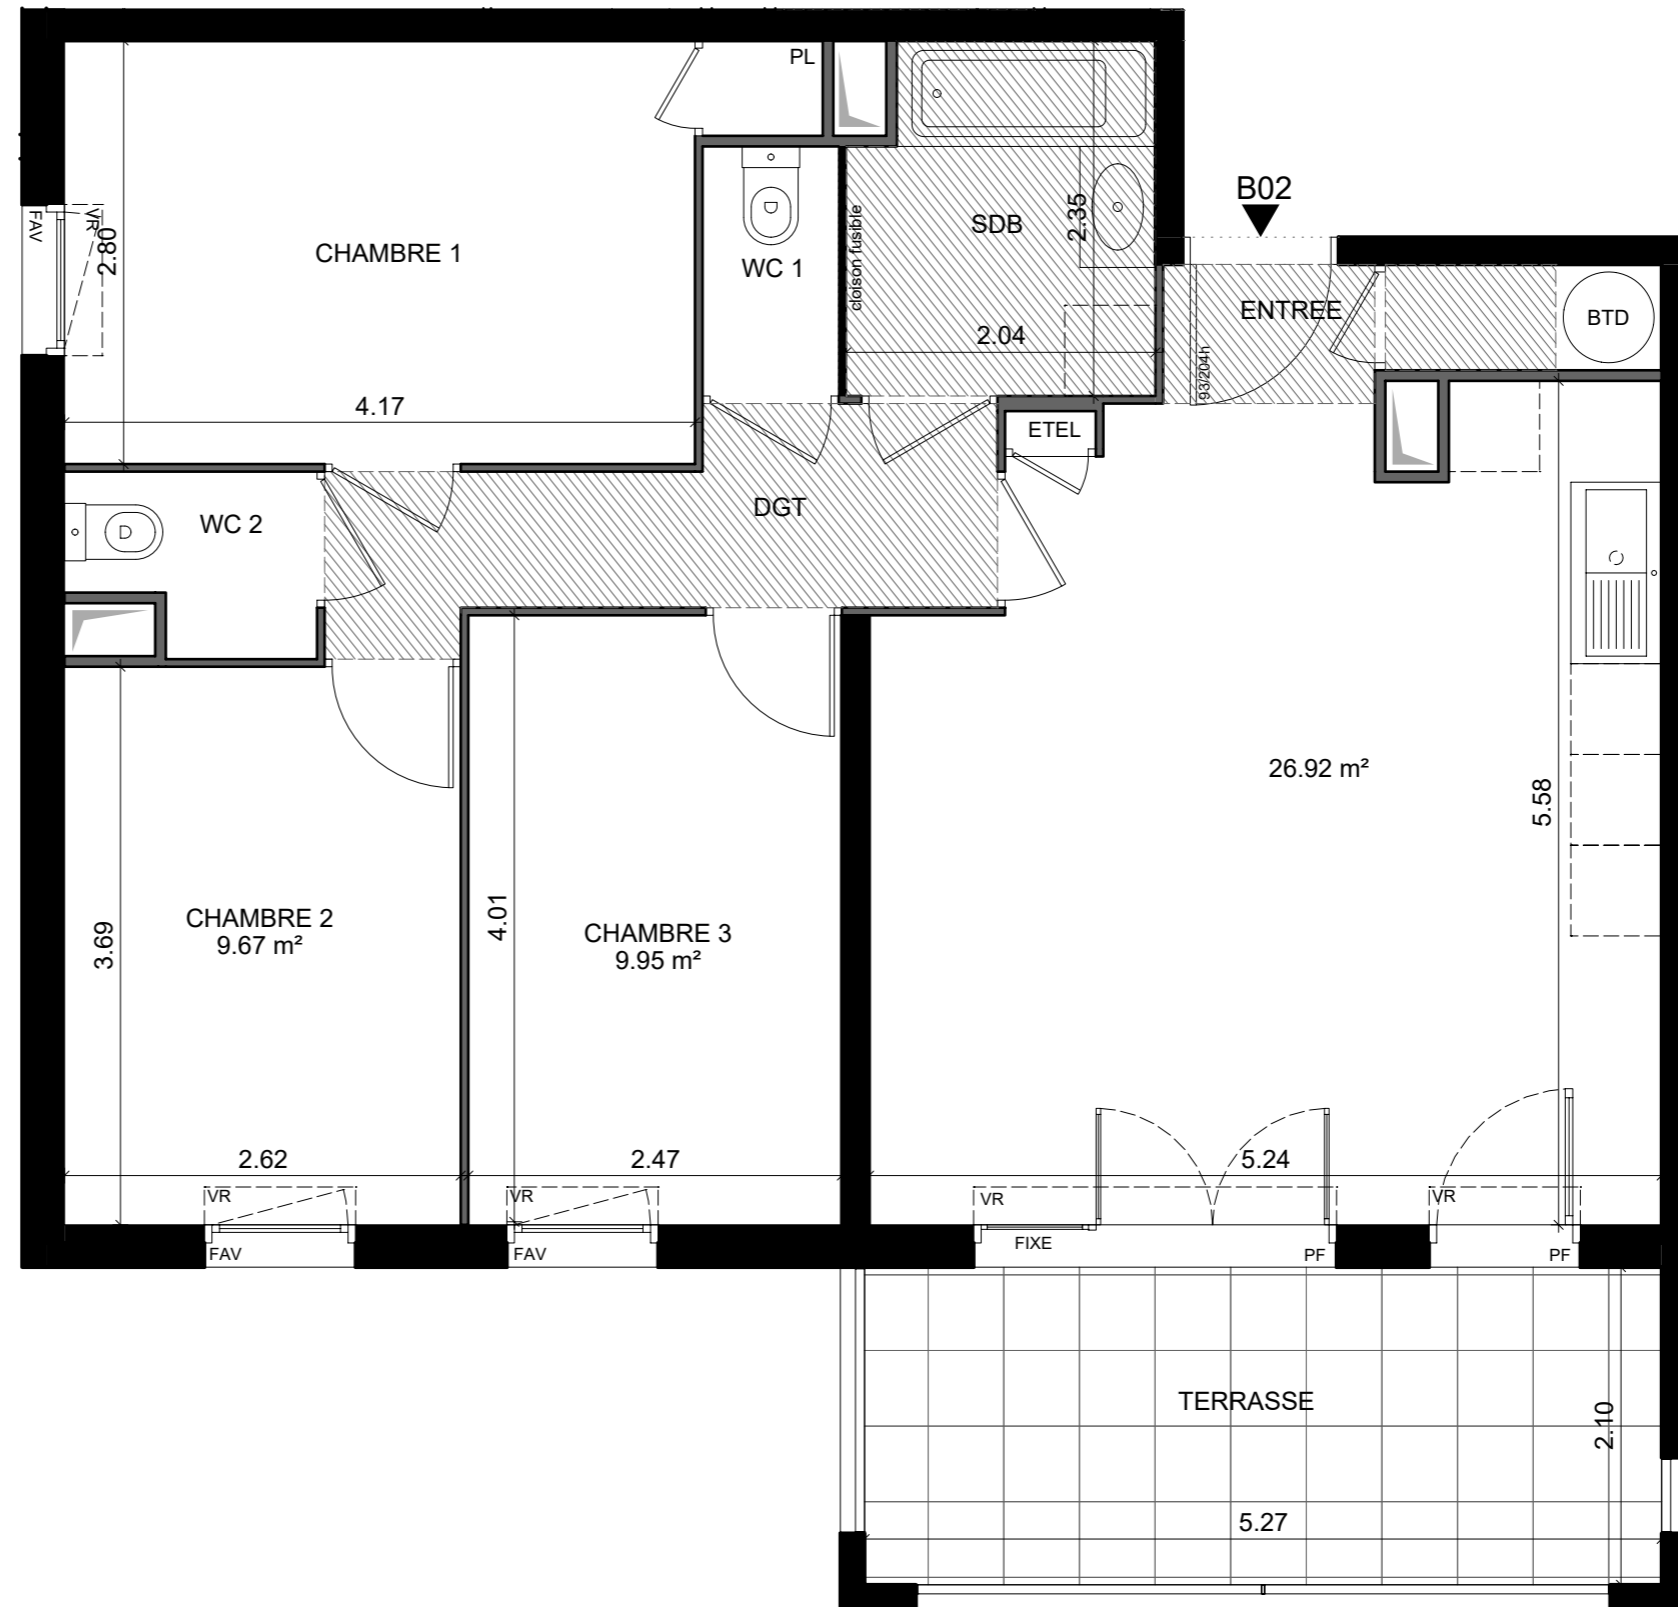 PL
B02
FAV
VR
2.80
CHAMBRE 1
WC 1
cloison fusible
SDB
2.35
ENTREE
BTD
2.04
93/204h
4.17
ETEL
WC 2
DGT
26.92 m²
5.58
CHAMBRE 2
9.67 m²
3.69
4.01
CHAMBRE 3
9.95 m²
2.62
2.47
5.24
VR
VR
VR
VR
FAV
FAV
FIXE
PF
PF
TERRASSE
2.10
5.27